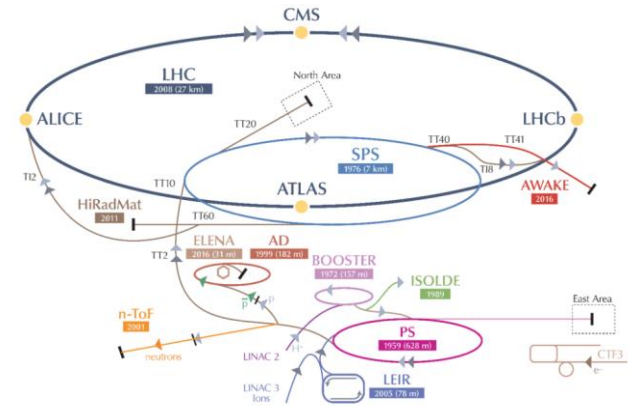 CMS
LHC
2008 (27 km)
North Area
ALICE
LHCb
TT20
TT40
TT41
SPS
1976 (7 km)
TI2
TT10
TI8
AWAKE
2016
ATLAS
HiRadMat
2011
TT60
ELENA
2016 (31 m)
AD
1999 (182 m)
TT2
BOOSTER
1972 (157 m)
ISOLDE
1989
p
p̄
East Area
n-ToF
2001
neutrons
LINAC 2
H⁺
PS
1959 (628 m)
CTF3
e⁻
LINAC 3
Ions
LEIR
2005 (78 m)